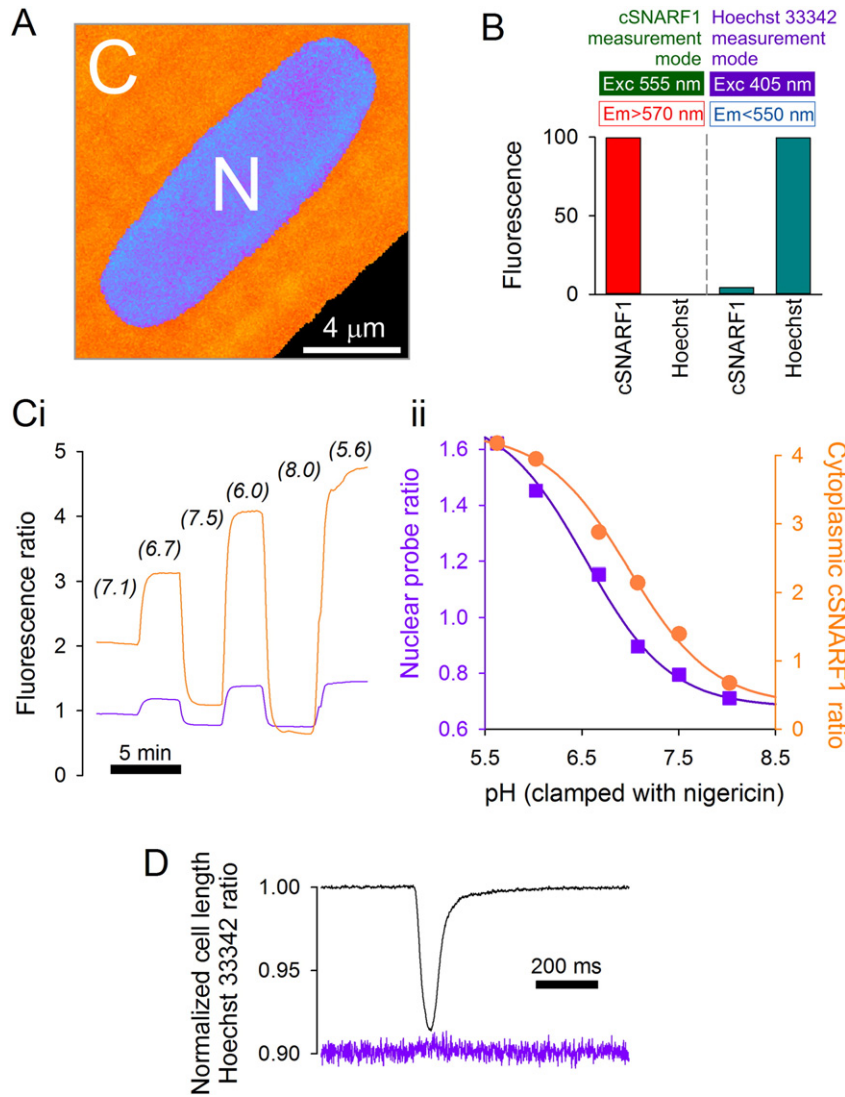 A
C
N
4 μm
B
cSNARF1
measurement
mode
Hoechst 33342
measurement
mode
Exc 555 nm
Exc 405 nm
Em>570 nm
Em<550 nm
Fluorescence
100
50
0
cSNARF1
Hoechst
cSNARF1
Hoechst
Ci
Fluorescence ratio
5
4
3
2
1
0
(7.1)
(6.7)
(7.5)
(6.0)
(8.0)
(5.6)
5 min
ii
Nuclear probe ratio
1.6
1.4
1.2
1.0
0.8
0.6
Cytoplasmic cSNARF1 ratio
4
3
2
1
0
5.5 6.5 7.5 8.5
pH (clamped with nigericin)
D
Normalized cell length
Hoechst 33342 ratio
1.00
0.95
0.90
200 ms